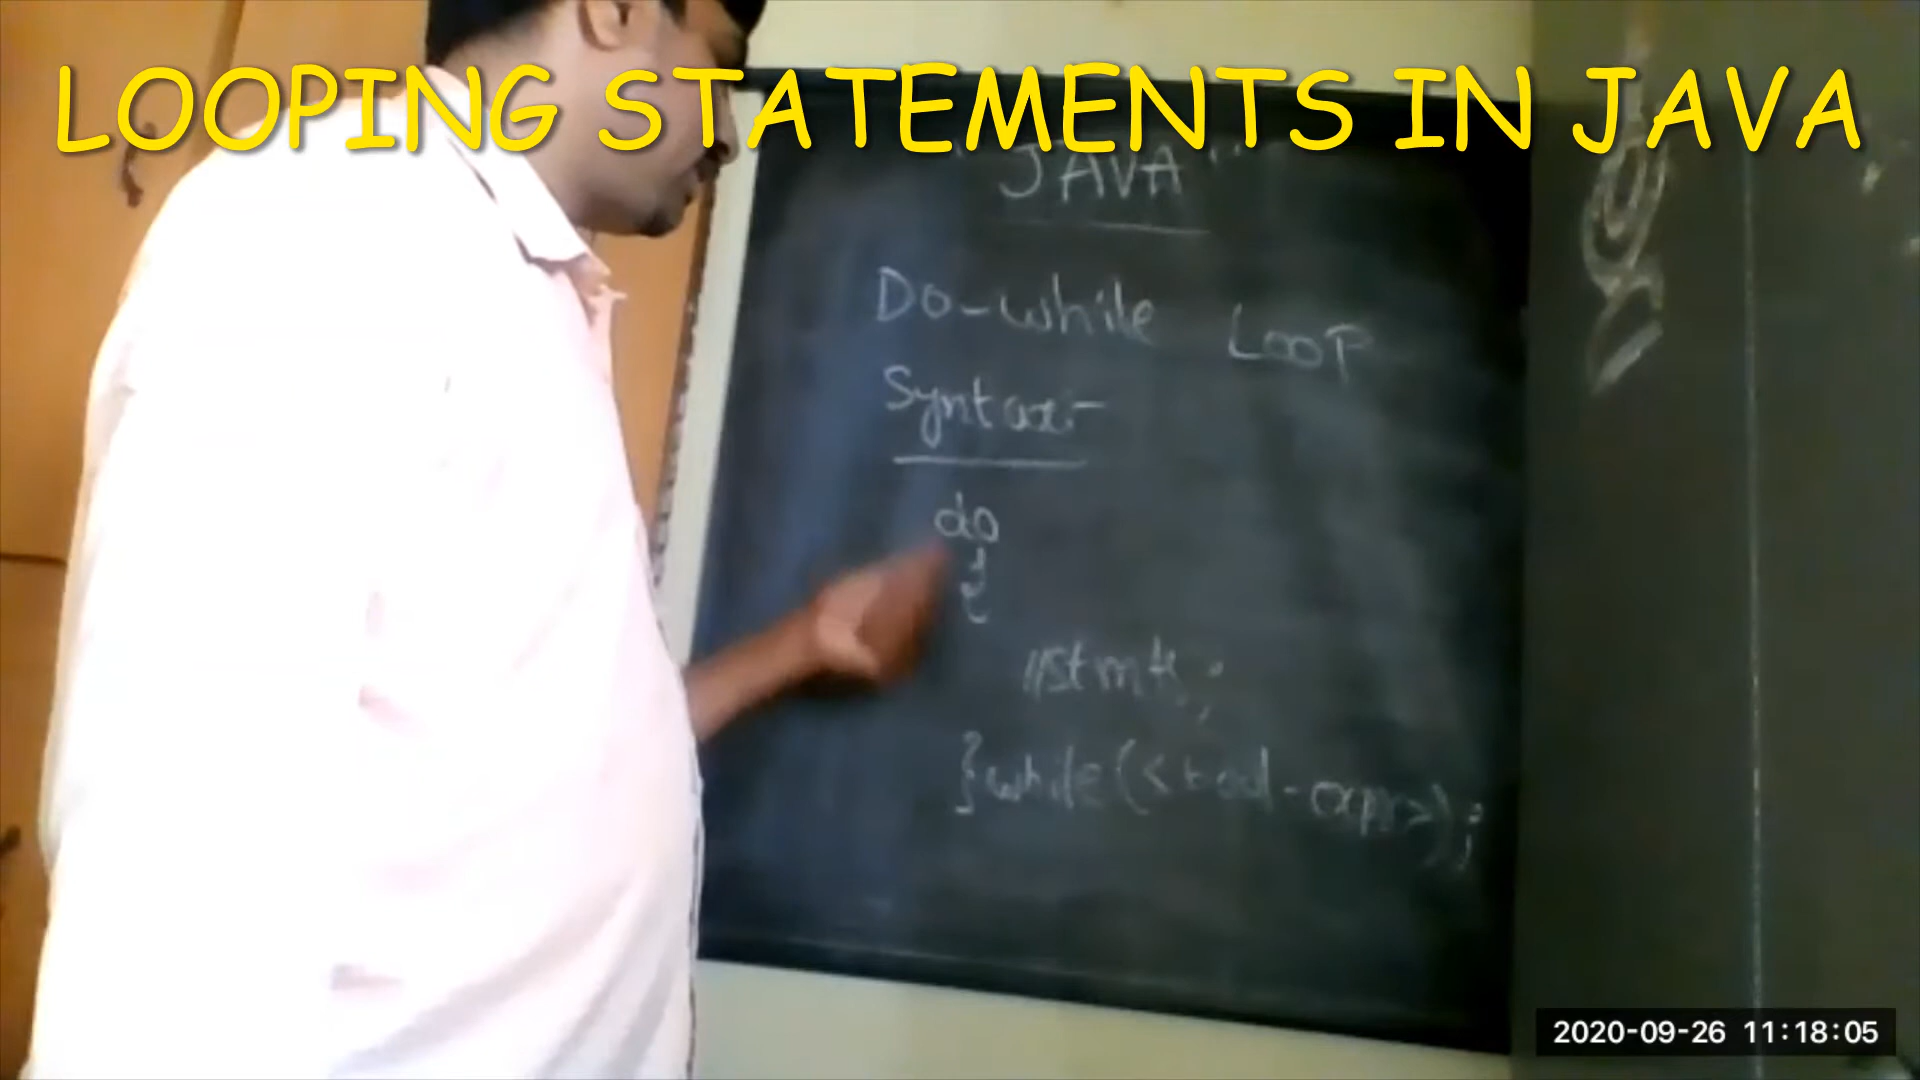 LOOPING STATEMENTS IN JAVA
"JAVA"
Do-while LOOP
Syntax:-
do
{
//stmts;
}while(<bool-expr>);
2020-09-26 11:18:05